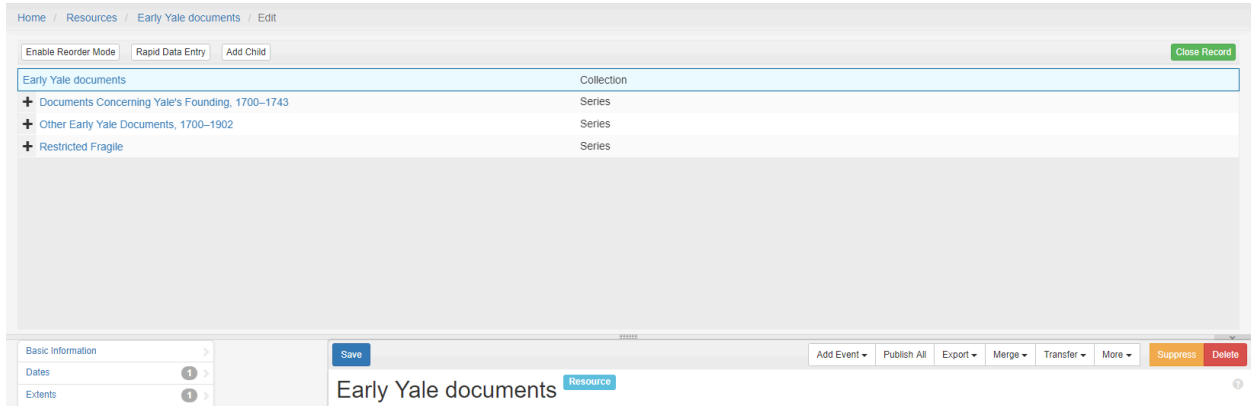 Home / Resources / Early Yale documents / Edit
Enable Reorder Mode Rapid Data Entry Add Child Close Record
Early Yale documents Collection
Documents Concerning Yale's Founding, 1700–1743 Series
Other Early Yale Documents, 1700–1902 Series
Restricted Fragile Series
Basic Information
Dates 1
Extents 1
Save Add Event Publish All Export Merge Transfer More Suppress Delete
Early Yale documents Resource